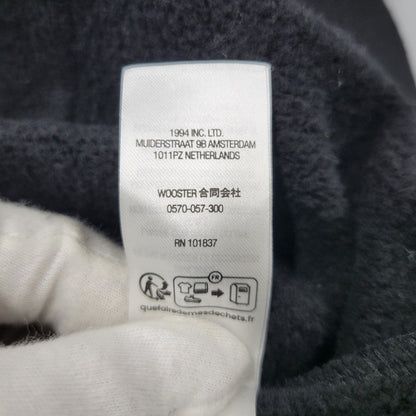 1994 INC. LTD.
MUIDERSTRAAT 9B AMSTERDAM
1011PZ NETHERLANDS
WOOSTER 合同会社
0570-057-300
RN 101837
FR
quefairedemesdechets.fr